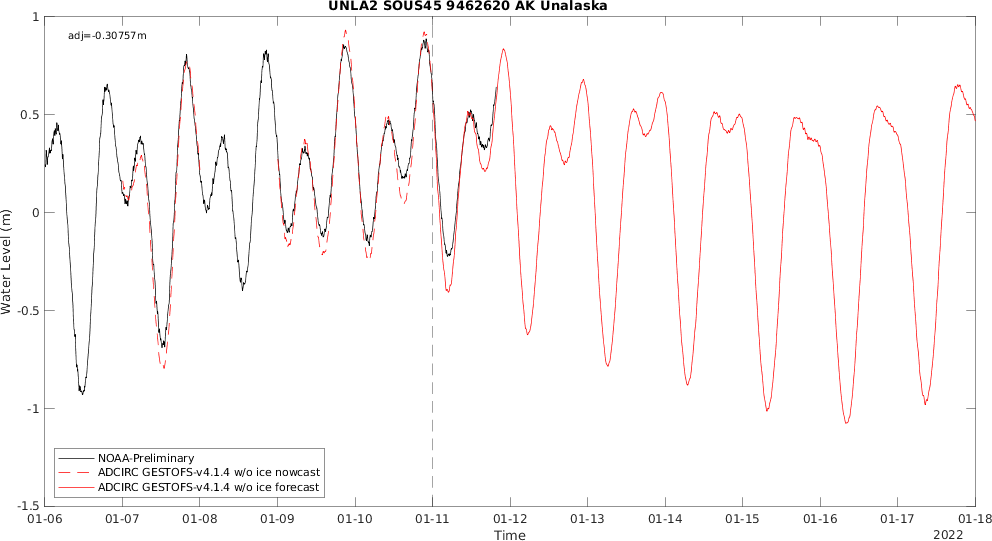 UNLA2 SOUS45 9462620 AK Unalaska
adj=-0.30757m
1
0.5
0
-0.5
-1
-1.5
Water Level (m)
NOAA-Preliminary
ADCIRC GESTOFS-v4.1.4 w/o ice nowcast
ADCIRC GESTOFS-v4.1.4 w/o ice forecast
01-06 01-07 01-08 01-09 01-10 01-11 01-12 01-13 01-14 01-15 01-16 01-17 01-18
Time
2022